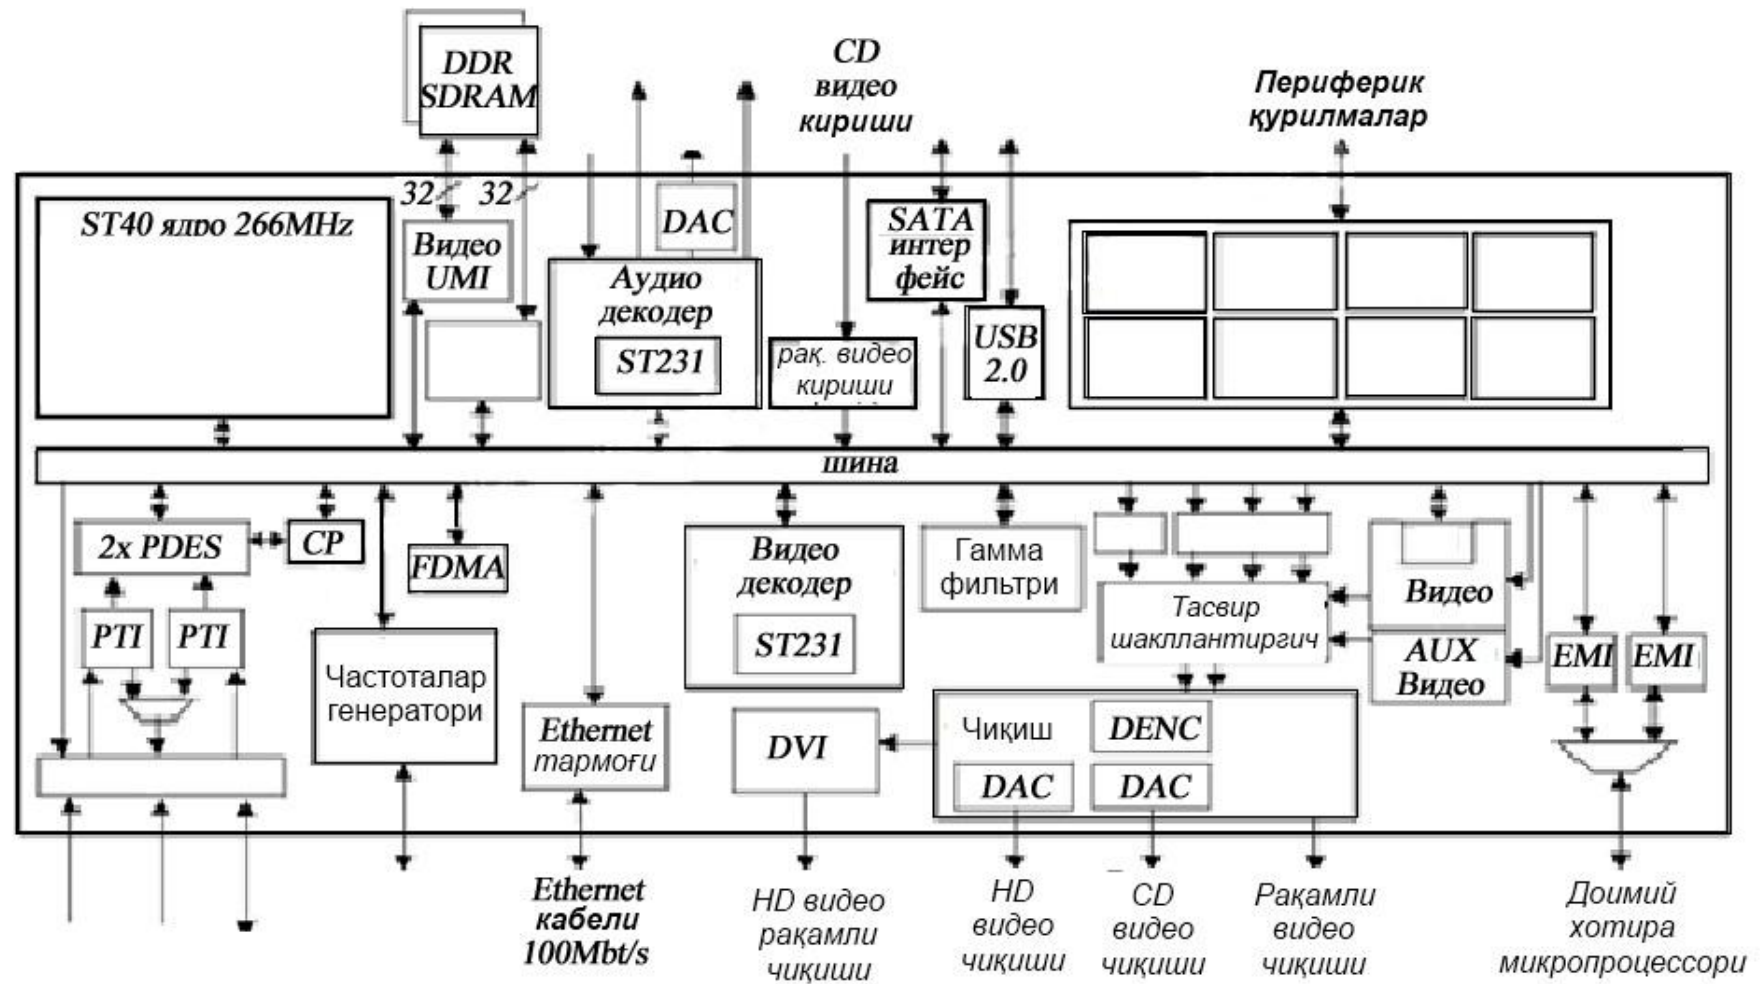 DDR
SDRAM
CD
видео
кириши
Периферик
қурилмалар
32
32
ST40 ядро 266MHz
Видео
UMI
DAC
Аудио
декодер
ST231
рақ. видео
кириши
SATA
интер
фейс
USB
2.0
шина
2x PDES
CP
FDMA
PTI
PTI
Частоталар
генератори
Ethernet
тармоғи
Видео
декодер
ST231
Гамма
фильтри
Тасвир
шакллантиргич
Видео
AUX
Видео
EMI
EMI
DVI
Чиқиш
DENC
DAC
DAC
Ethernet
кабели
100Mbt/s
HD видео
рақамли
чиқиши
HD
видео
чиқиши
CD
видео
чиқиши
Рақамли
видео
чиқиши
Доимий
хотира
микропроцессори